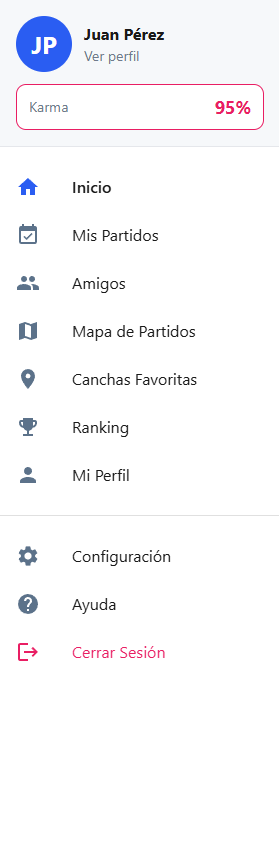 JP
Juan Pérez
Ver perfil
Karma 95%
Inicio
Mis Partidos
Amigos
Mapa de Partidos
Canchas Favoritas
Ranking
Mi Perfil
Configuración
Ayuda
Cerrar Sesión